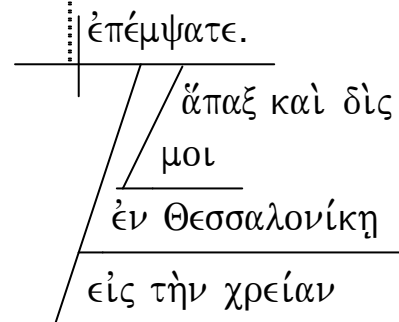 ἐπέμψατε.
ἅπαξ καὶ δὶς
μοι
ἐν Θεσσαλονίκῃ
εἰς τὴν χρείαν